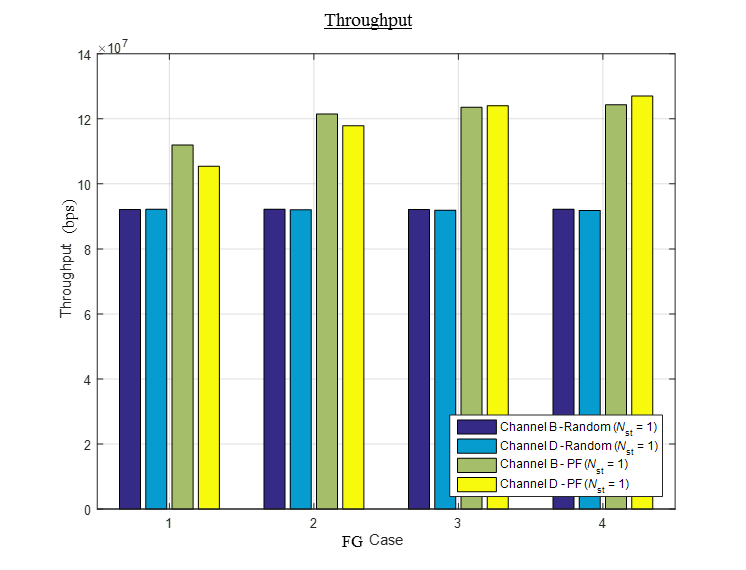 Throughput
×10^7
14
12
10
8
6
4
2
0
Throughput (bps)
1 2 3 4
FG Case
Channel B -Random (N_st = 1)
Channel D -Random (N_st = 1)
Channel B - PF (N_st = 1)
Channel D - PF (N_st = 1)